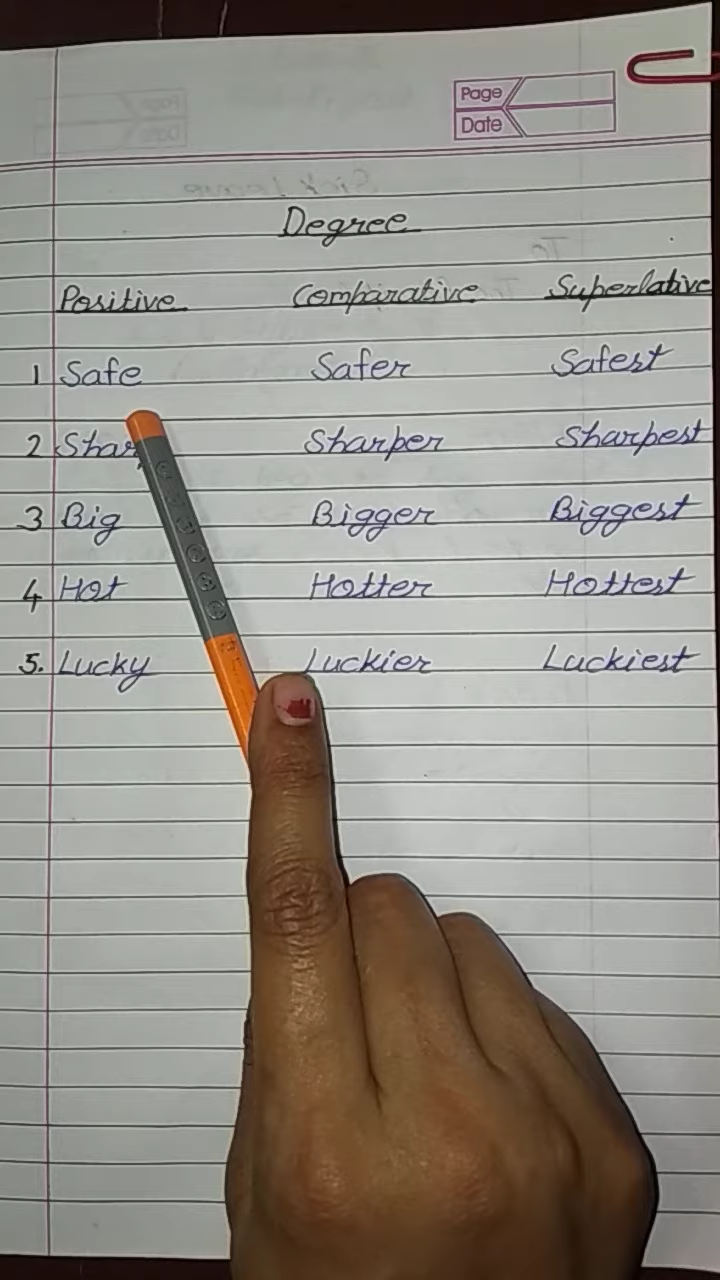 Page
Date
Degree
Positive Comparative Superlative
1 Safe Safer Safest
2 Shar Sharper Sharpest
3 Big Bigger Biggest
4 Hot Hotter Hottest
5. Lucky Luckier Luckiest